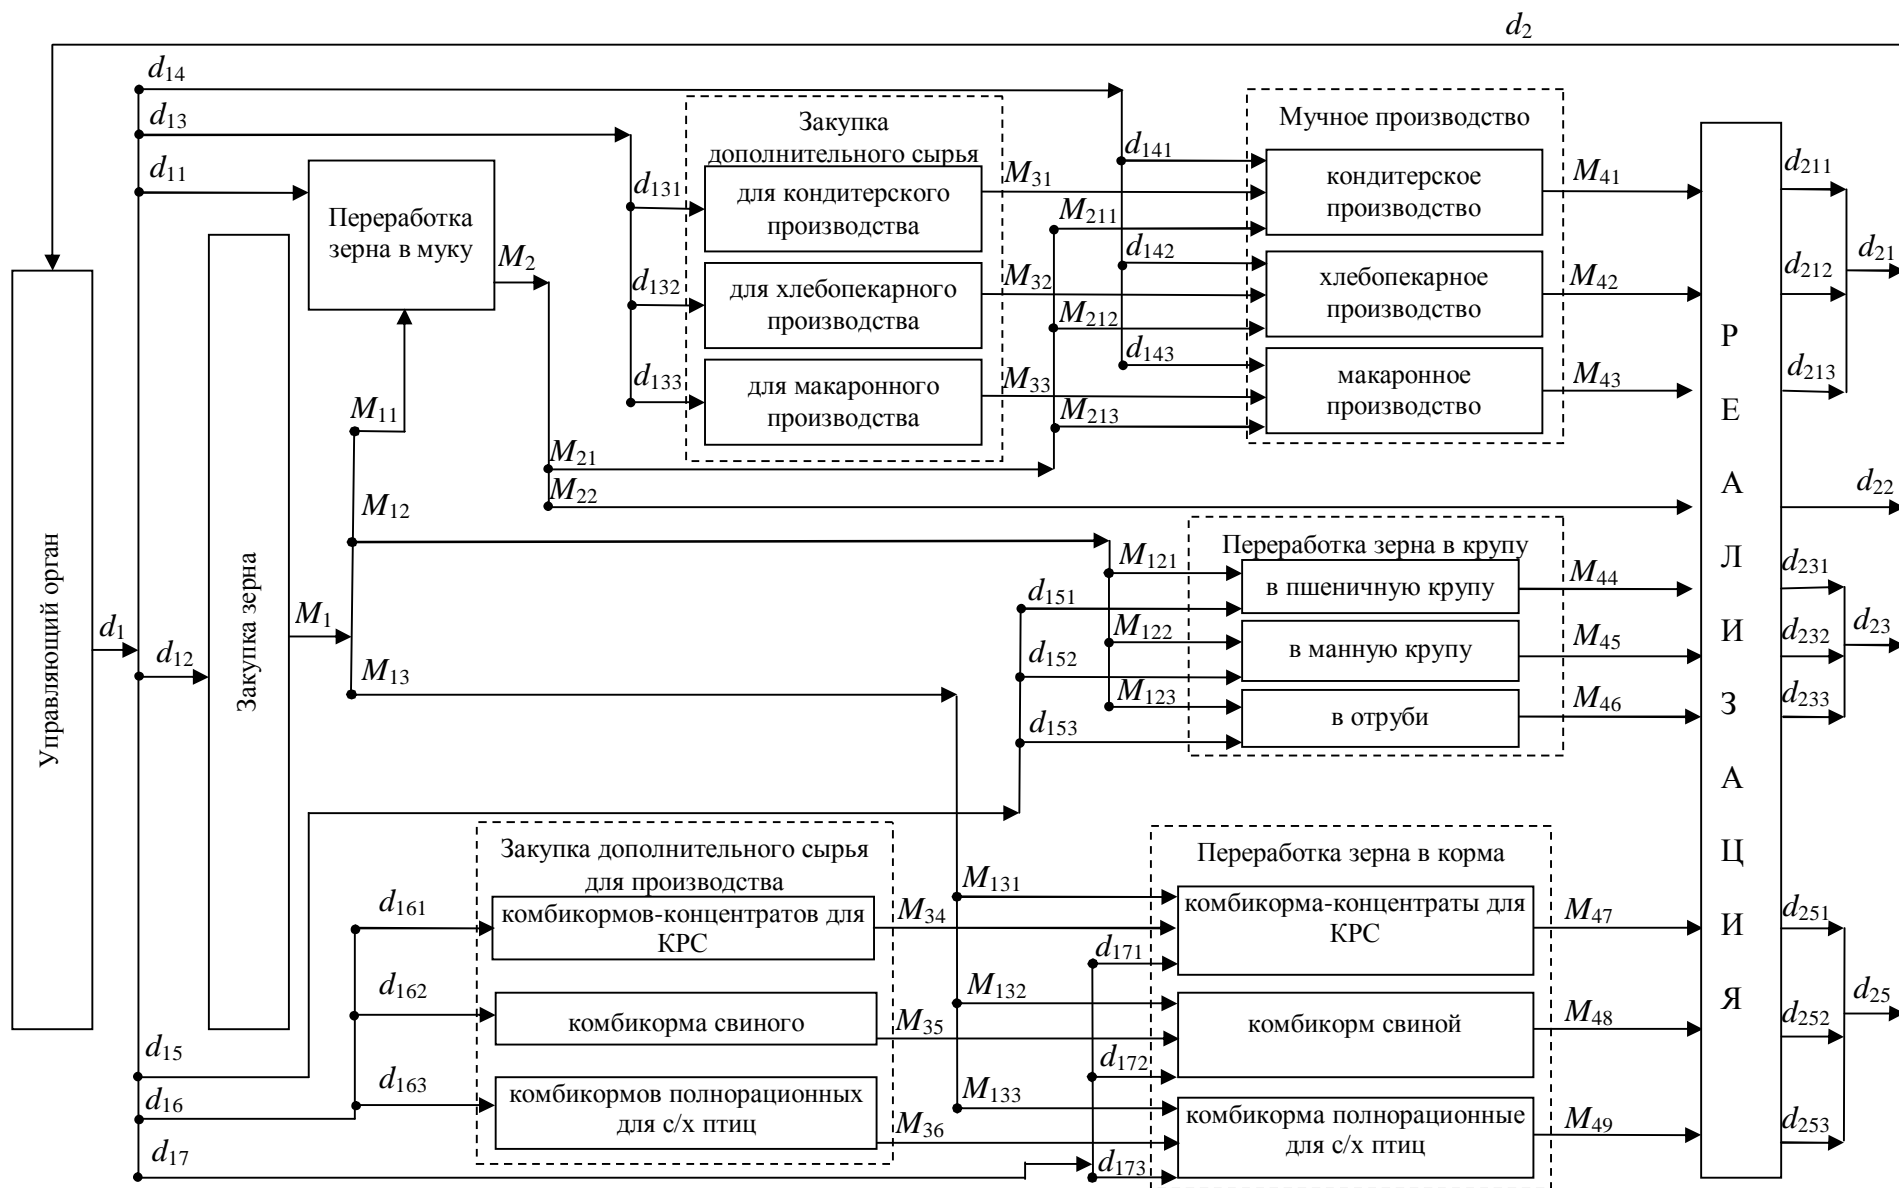 d2
d14
d13
d11
Закупка
дополнительного сырья
для кондитерского
производства
для хлебопекарного
производства
для макаронного
производства
Мучное производство
кондитерское
производство
хлебопекарное
производство
макаронное
производство
Переработка
зерна в муку
d131
d132
d133
M31
M32
M33
d141
d142
d143
M211
M212
M213
M41
M42
M43
d211
d212
d213
d21
M2
M11
M21
M22
d22
M12
Управляющий орган
d1
d12
Закупка зерна
M1
M13
Переработка зерна в крупу
в пшеничную крупу
в манную крупу
в отруби
M121
M122
M123
d151
d152
d153
M44
M45
M46
РЕАЛИЗАЦИЯ
d231
d232
d233
d23
Закупка дополнительного сырья
для производства
комбикормов-концентратов для
КРС
комбикорма свиного
комбикормов полнорационных
для с/х птиц
d161
d162
d163
M34
M35
M36
M131
M132
M133
d171
d172
d173
Переработка зерна в корма
комбикорма-концентраты для
КРС
комбикорм свиной
комбикорма полнорационные
для с/х птиц
M47
M48
M49
d251
d252
d253
d25
d15
d16
d17